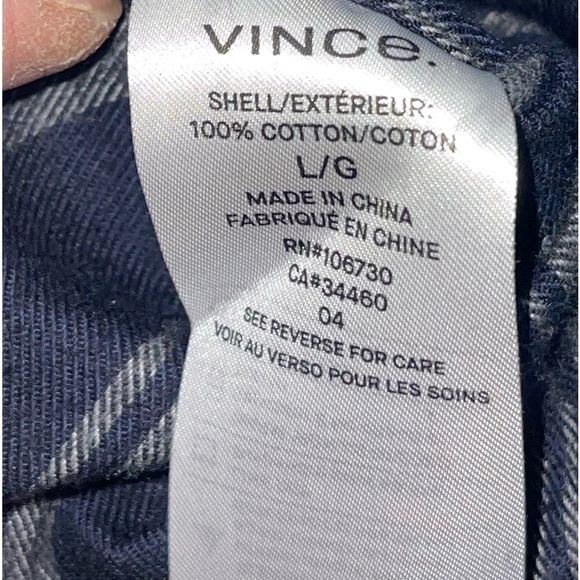 VINCe.
SHELL/EXTÉRIEUR:
100% COTTON/COTON
L/G
MADE IN CHINA
FABRIQUÉ EN CHINE
RN#106730
CA#34460
04
SEE REVERSE FOR CARE
VOIR AU VERSO POUR LES SOINS